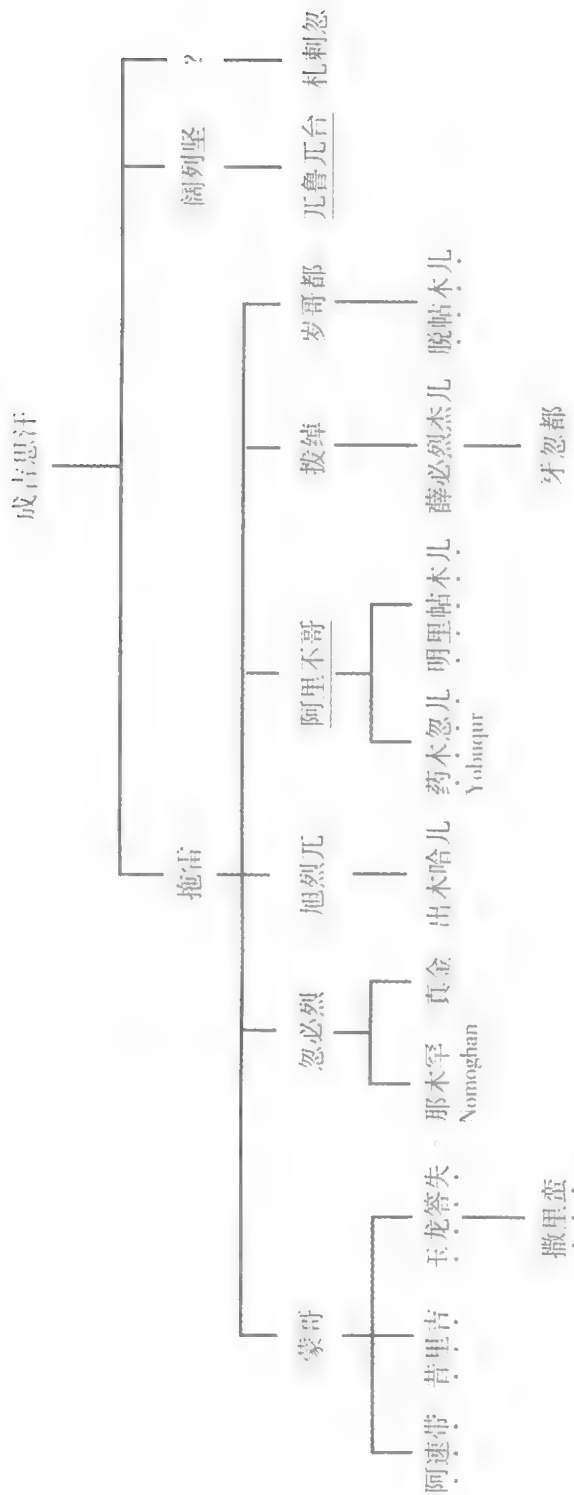 成吉思汗
拖雷 阔列坚 ?
蒙哥 忽必烈 旭烈兀 阿里不哥 拨绰 岁哥都 兀鲁兀台 札剌忽
阿速带 昔里吉 玉龙答失 那木罕 真金 出木哈儿 药木忽儿 明里帖木儿 薛必烈杰儿 脱帖木儿
Nomoghan Yobuqur
撒里蛮 牙忽都